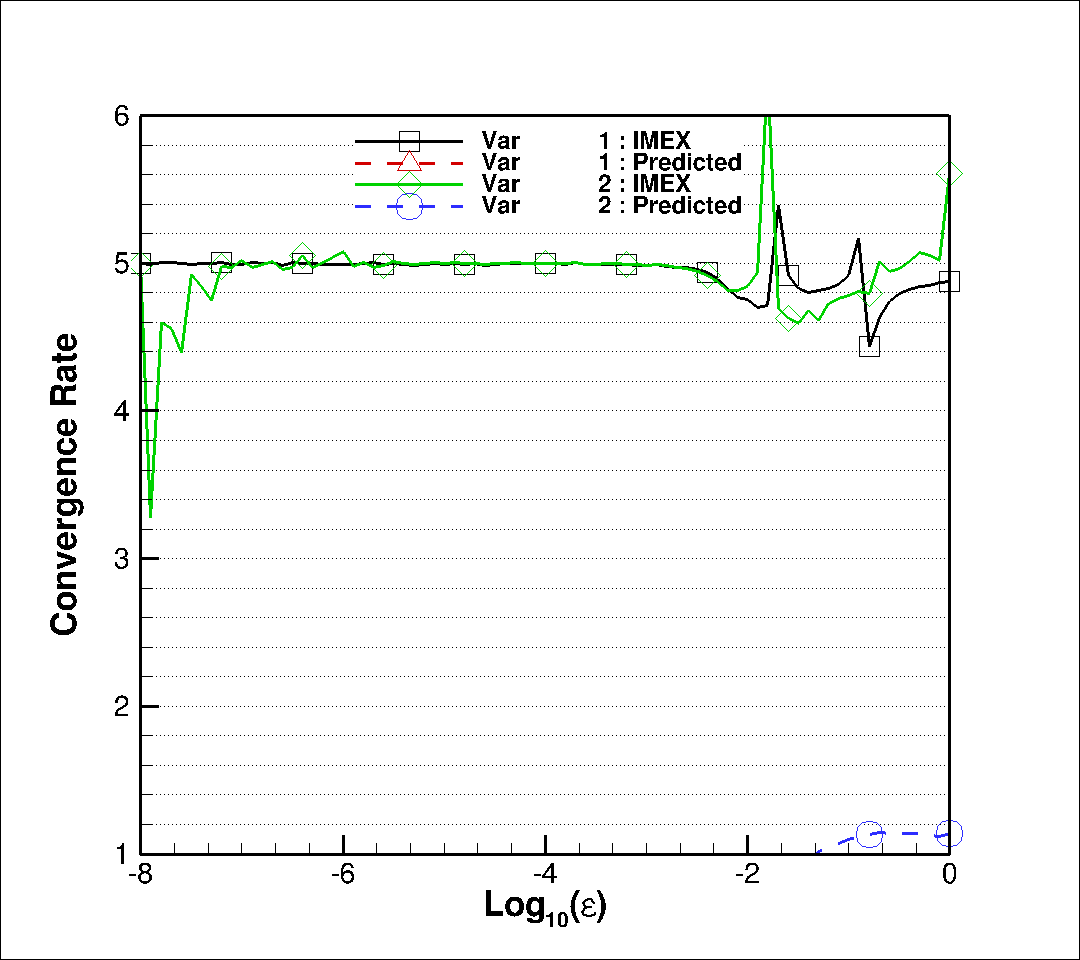 6
Var 1 : IMEX
Var 1 : Predicted
Var 2 : IMEX
Var 2 : Predicted
5
4
3
2
1
Convergence Rate
-8 -6 -4 -2 0
Log10(ε)